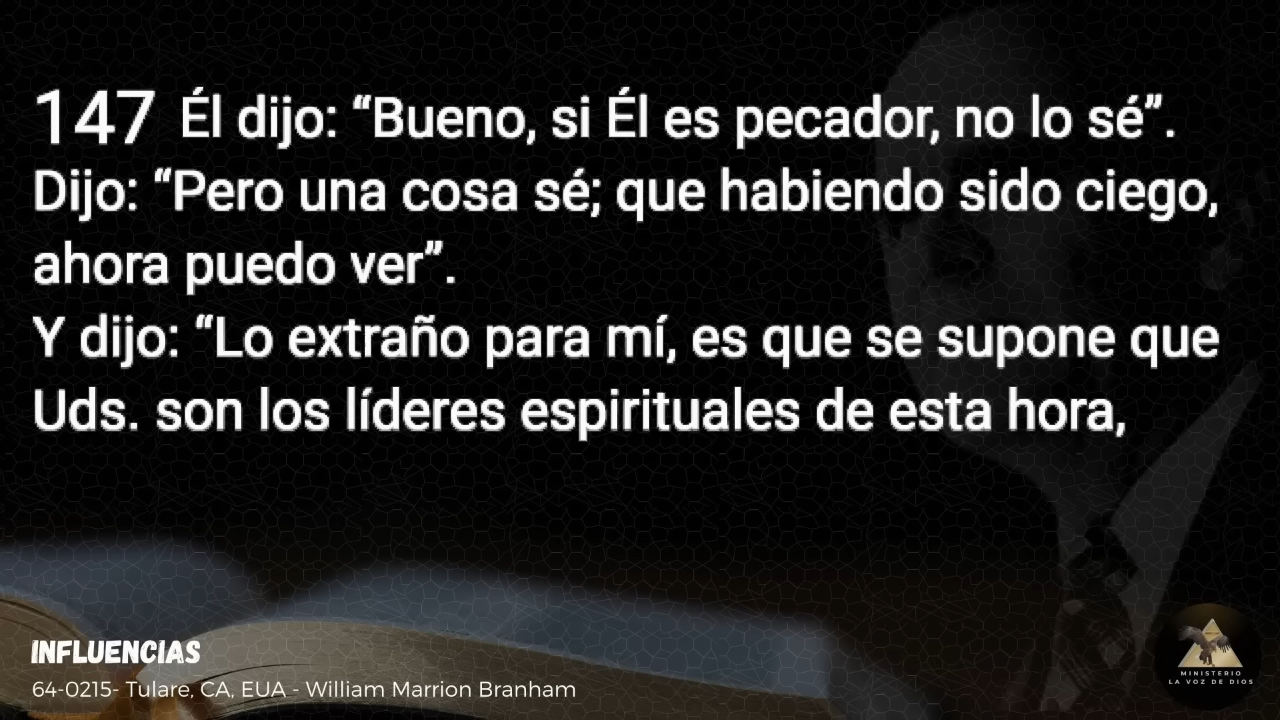 147 Él dijo: “Bueno, si Él es pecador, no lo sé”.
Dijo: “Pero una cosa sé; que habiendo sido ciego,
ahora puedo ver”.
Y dijo: “Lo extraño para mí, es que se supone que
Uds. son los líderes espirituales de esta hora,
INFLUENCIAS
64-0215- Tulare, CA, EUA - William Marrion Branham
MINISTERIO
LA VOZ DE DIOS